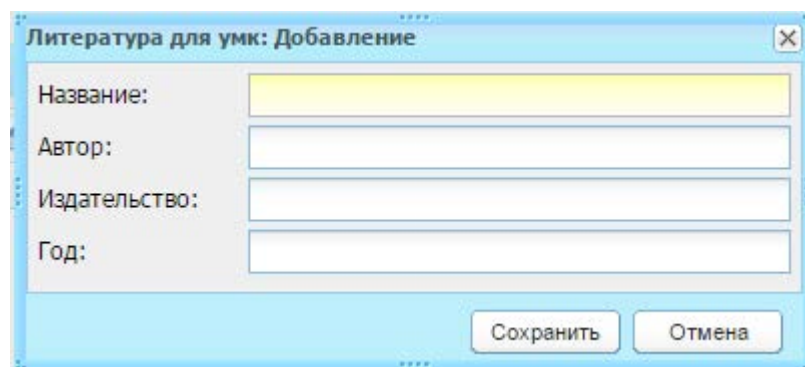 Литература для умк: Добавление
Название:
Автор:
Издательство:
Год:
Сохранить Отмена